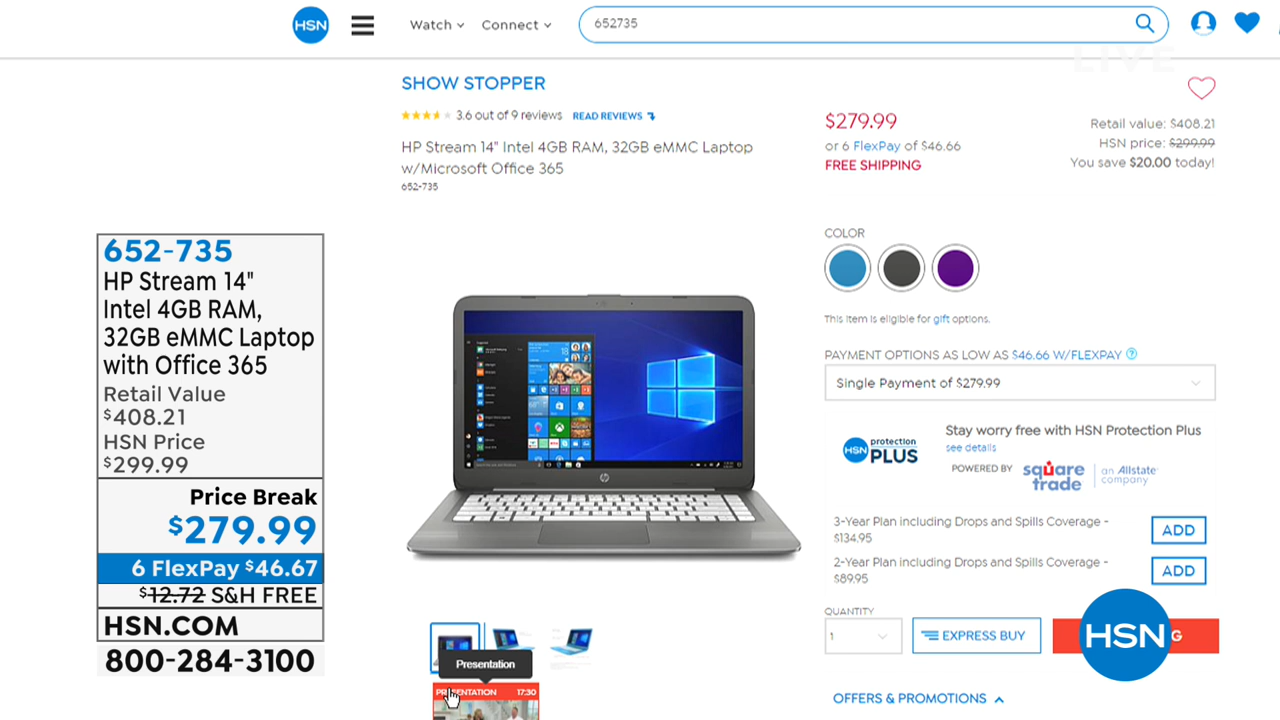 HSN
Watch
Connect
652735
LIVE
SHOW STOPPER
3.6 out of 9 reviews READ REVIEWS
HP Stream 14" Intel 4GB RAM, 32GB eMMC Laptop
w/Microsoft Office 365
652-735
$279.99
or 6 FlexPay of $46.66
FREE SHIPPING
Retail value: $408.21
HSN price: $299.99
You save $20.00 today!
COLOR
This item is eligible for gift options.
PAYMENT OPTIONS AS LOW AS $46.66 W/FLEXPAY ?
Single Payment of $279.99
HSN protection PLUS
Stay worry free with HSN Protection Plus
see details
POWERED BY square trade an Allstate company
3-Year Plan including Drops and Spills Coverage -
$134.95
ADD
2-Year Plan including Drops and Spills Coverage -
$89.95
ADD
QUANTITY
1
EXPRESS BUY
HSN
G
OFFERS & PROMOTIONS
652-735
HP Stream 14"
Intel 4GB RAM,
32GB eMMC Laptop
with Office 365
Retail Value
$408.21
HSN Price
$299.99
Price Break
$279.99
6 FlexPay $46.67
$12.72 S&H FREE
HSN.COM
800-284-3100
hp
Presentation
PRESENTATION 17:30